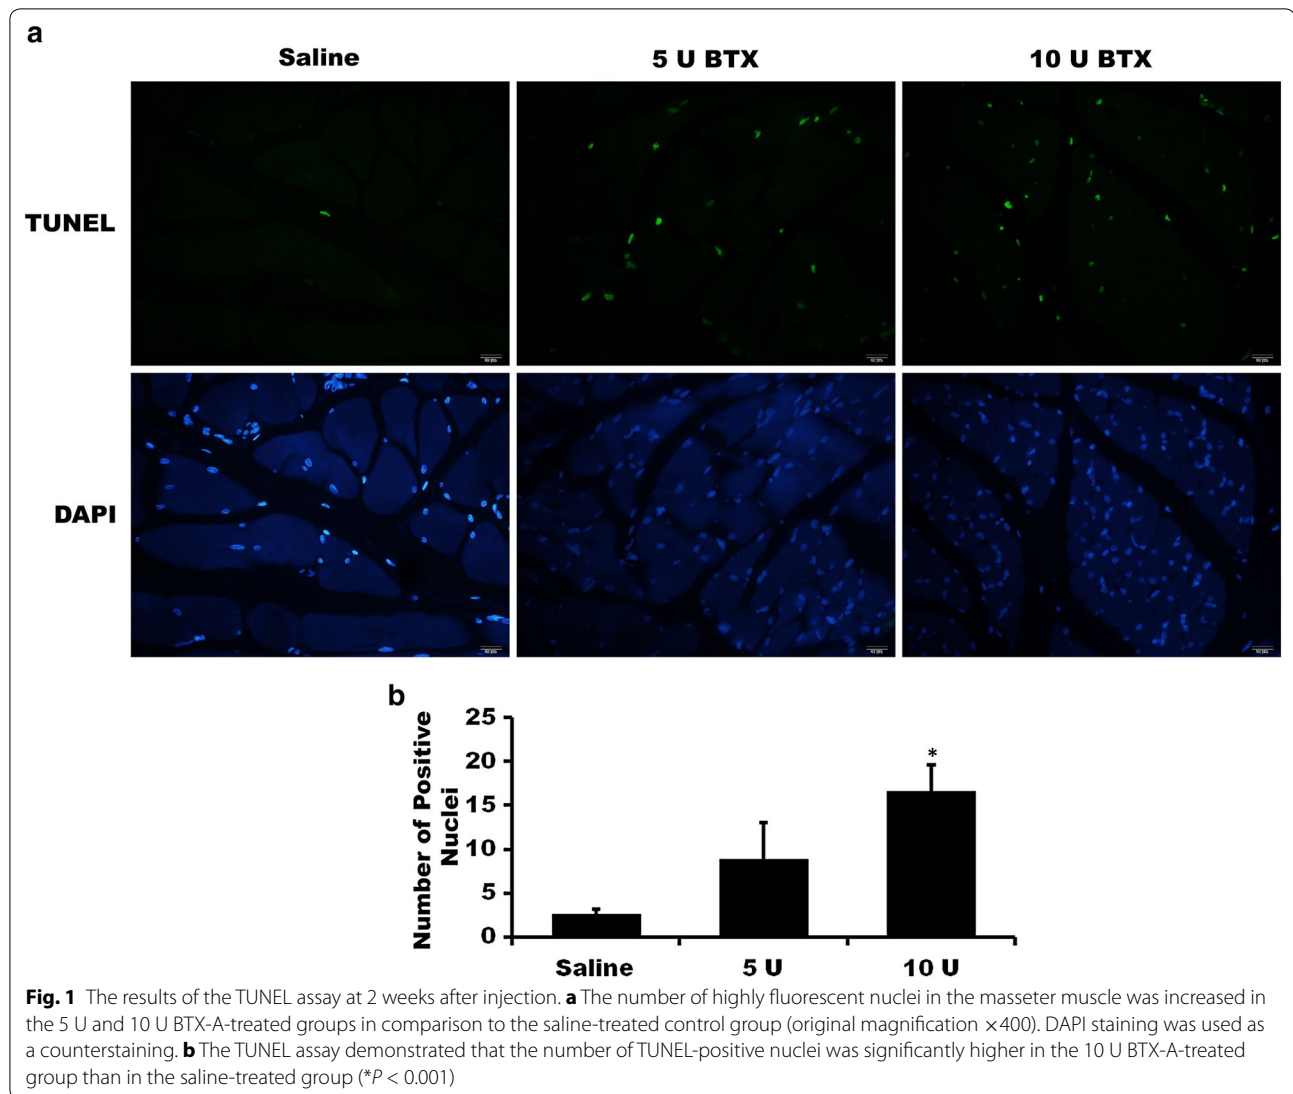 a
Saline 5 U BTX 10 U BTX
TUNEL
DAPI
b
Number of Positive
Nuclei
25
20
15
10
5
0
*
Saline 5 U 10 U
Fig. 1 The results of the TUNEL assay at 2 weeks after injection. a The number of highly fluorescent nuclei in the masseter muscle was increased in
the 5 U and 10 U BTX-A-treated groups in comparison to the saline-treated control group (original magnification ×400). DAPI staining was used as
a counterstaining. b The TUNEL assay demonstrated that the number of TUNEL-positive nuclei was significantly higher in the 10 U BTX-A-treated
group than in the saline-treated group (*P < 0.001)